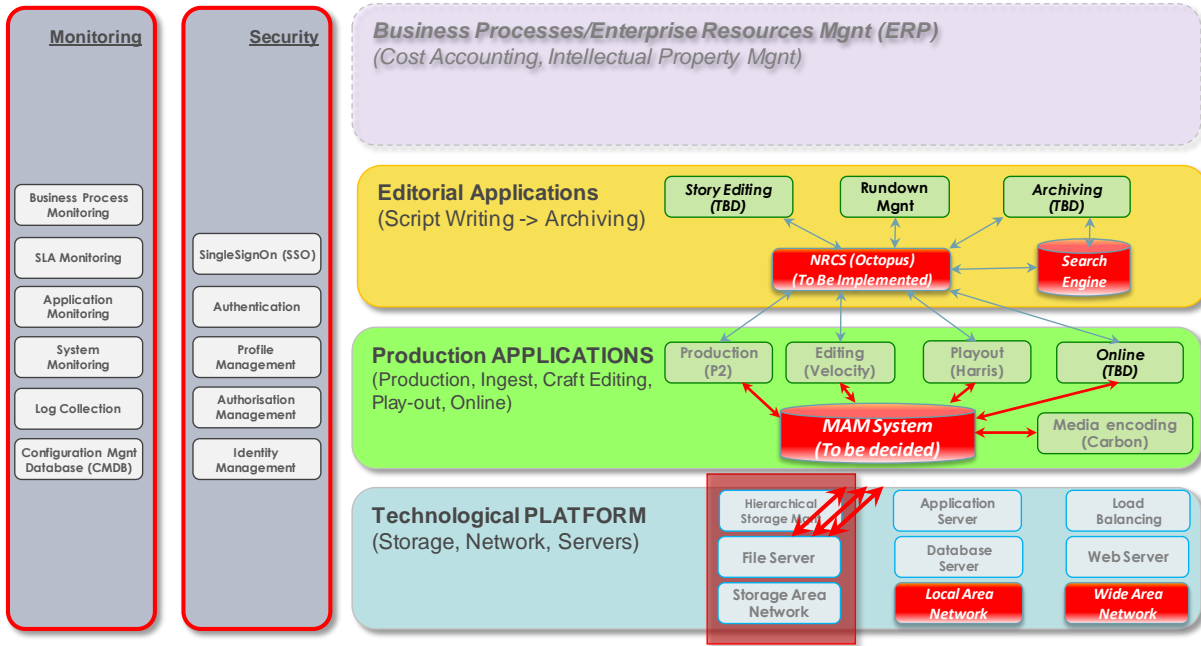 Monitoring
Business Process
Monitoring
SLA Monitoring
Application
Monitoring
System
Monitoring
Log Collection
Configuration Mgnt
Database (CMDB)
Security
SingleSignOn (SSO)
Authentication
Profile
Management
Authorisation
Management
Identity
Management
Business Processes/Enterprise Resources Mgnt (ERP)
(Cost Accounting, Intellectual Property Mgnt)
Editorial Applications
(Script Writing -> Archiving)
Story Editing
(TBD)
Rundown
Mgnt
Archiving
(TBD)
NRCS (Octopus)
(To Be Implemented)
Search
Engine
Production APPLICATIONS
(Production, Ingest, Craft Editing,
Play-out, Online)
Production
(P2)
Editing
(Velocity)
Playout
(Harris)
Online
(TBD)
MAM System
(To be decided)
Media encoding
(Carbon)
Technological PLATFORM
(Storage, Network, Servers)
Hierarchical
Storage
File Server
Storage Area
Network
Application
Server
Database
Server
Local Area
Network
Load
Balancing
Web Server
Wide Area
Network